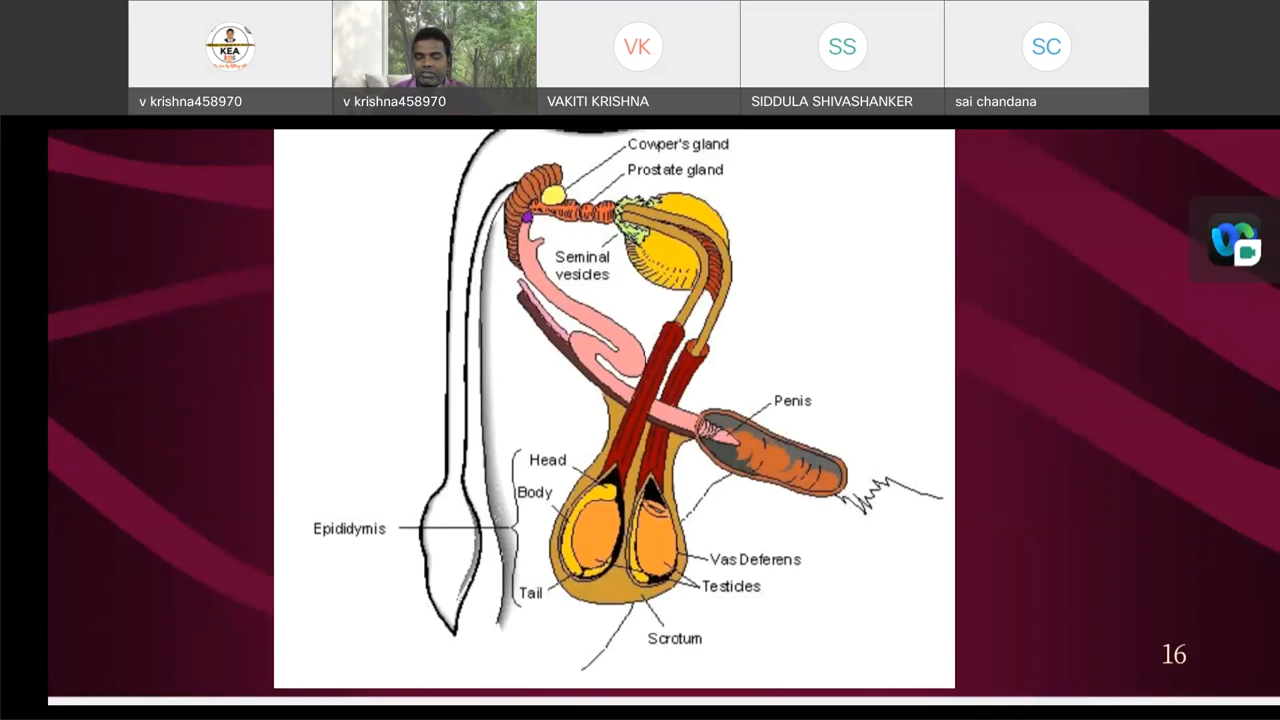 KEA
v krishna458970
v krishna458970
VK
VAKITI KRISHNA
SS
SIDDULA SHIVASHANKER
SC
sai chandana
Cowper's gland
Prostate gland
Seminal
vesicles
Penis
Head
Body
Epididymis
Tail
Vas Deferens
Testicles
Scrotum
16